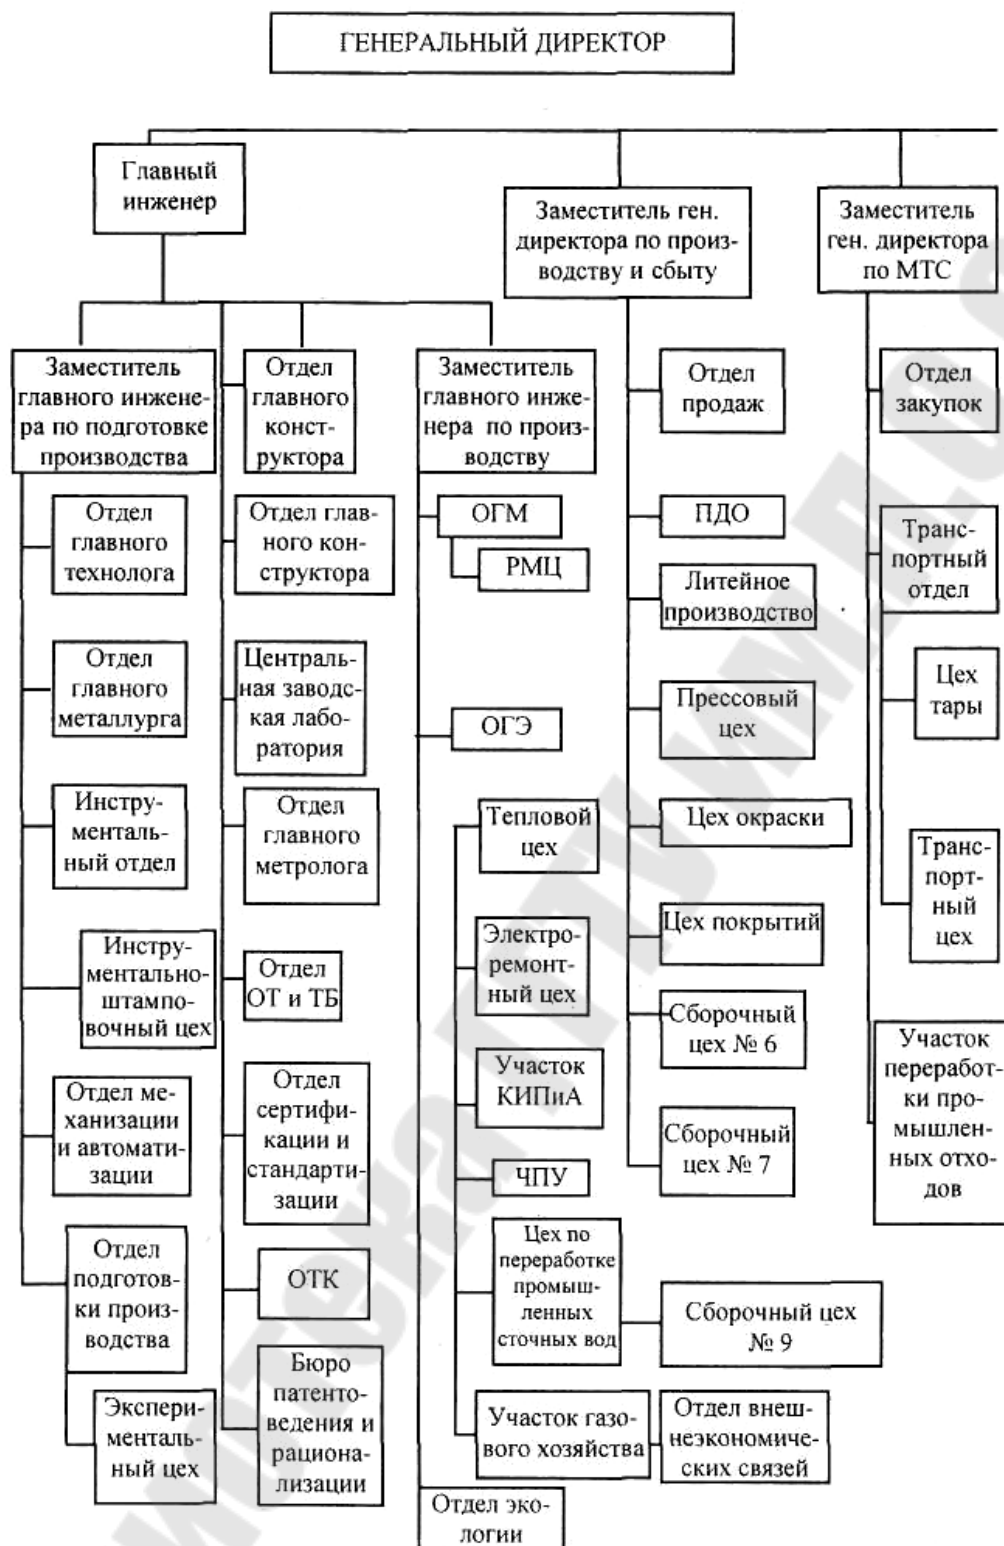 ГЕНЕРАЛЬНЫЙ ДИРЕКТОР
Главный
инженер
Заместитель ген.
директора по произ-
водству и сбыту
Заместитель
ген. директора
по МТС
Заместитель
главного инжене-
ра по подготовке
производства
Отдел
главного
технолога
Отдел
главного
металлурга
Инстру-
менталь-
ный отдел
Инстру-
ментально-
штампо-
вочный цех
Отдел ме-
ханизации
и автомати-
зации
Отдел
подготов-
ки произ-
водства
Экспери-
ментальный
цех
Отдел
главного
конст-
руктора
Отдел глав-
ного кон-
структора
Централь-
ная заводс-
кая лабо-
ратория
Отдел
главного
метролога
Отдел
ОТ и ТБ
Отдел
сертифи-
кации и
стандарти-
зации
ОТК
Бюро
патенто-
ведения и
рационал-
лизации
Заместитель
главного инже-
нера по произ-
водству
ОГМ
РМЦ
ОГЭ
Тепловой
цех
Электро-
ремонт-
ный цех
Участок
КИПиА
ЧПУ
Цех по
переработке
промыш-
ленных
сточных вод
Участок газо-
вого хозяйства
Отдел эко-
логии
Отдел
продаж
ПДО
Литейное
производство
Прессовый
цех
Цех окраски
Цех покрытий
Сборочный
цех № 6
Сборочный
цех № 7
Сборочный цех
№ 9
Отдел внеш-
неэкономиче-
ских связей
Отдел
закупок
Транс-
портный
отдел
Цех
тары
Транс-
порт-
ный
цех
Участок
переработ-
ки про-
мышлен-
ных отхо-
дов